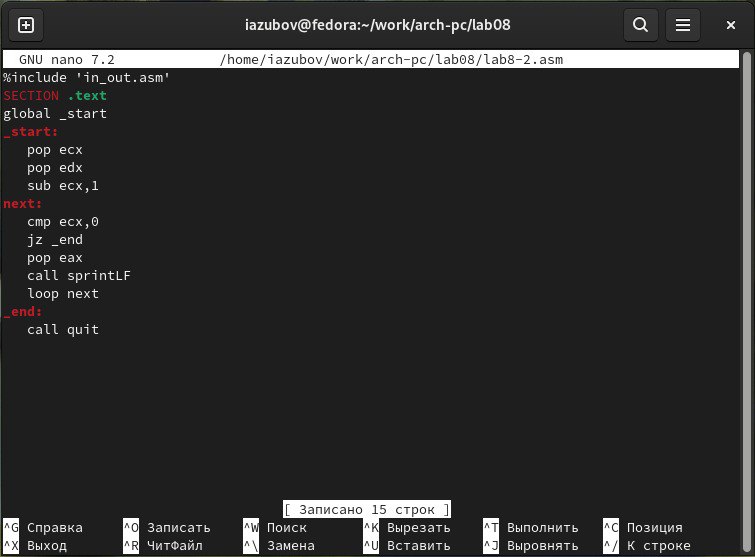 iazubov@fedora:~/work/arch-pc/lab08
GNU nano 7.2 /home/iazubov/work/arch-pc/lab08/lab8-2.asm
%include 'in_out.asm'
SECTION .text
global _start
_start:
pop ecx
pop edx
sub ecx,1
next:
cmp ecx,0
jz _end
pop eax
call sprintLF
loop next
_end:
call quit
[ Записано 15 строк ]
^G Справка ^O Записать ^W Поиск ^K Вырезать ^T Выполнить ^C Позиция
^X Выход ^R ЧитФайл ^\ Замена ^U Вставить ^J Выровнять ^/ К строке